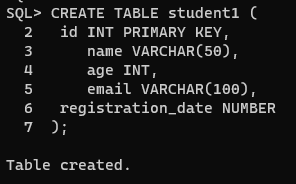 SQL> CREATE TABLE student1 (
  2   id INT PRIMARY KEY,
  3      name VARCHAR(50),
  4      age INT,
  5      email VARCHAR(100),
  6   registration_date NUMBER
  7  );
Table created.